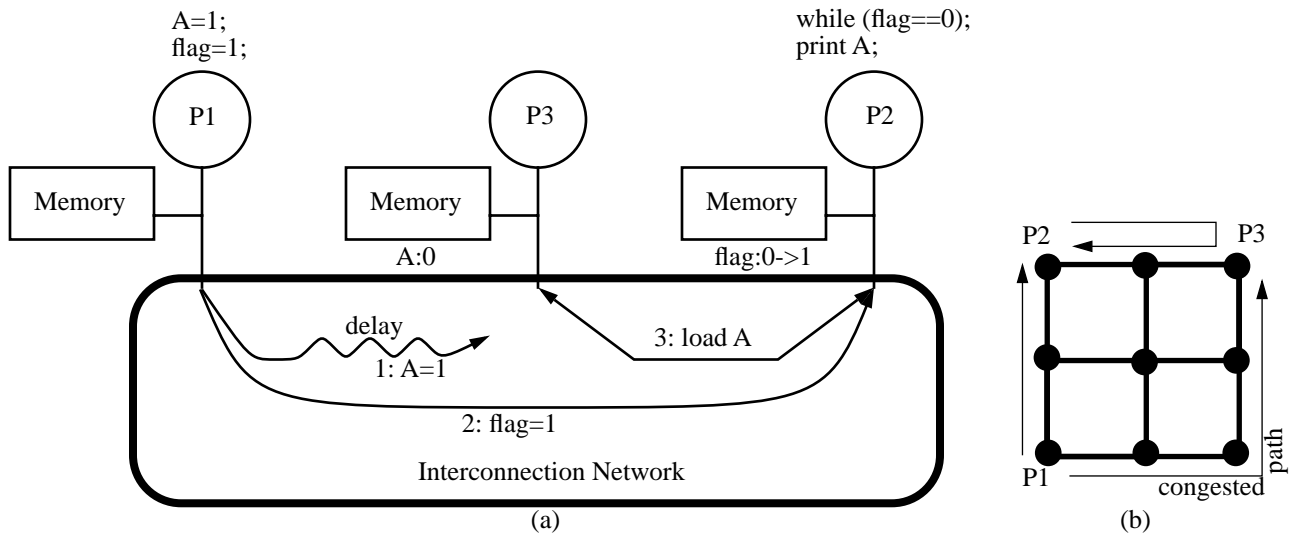 A=1;
flag=1;
while (flag==0);
print A;
P1
P3
P2
Memory
Memory
Memory
A:0
flag:0->1
delay
1: A=1
3: load A
2: flag=1
Interconnection Network
(a)
P2
P3
P1
congested
path
(b)